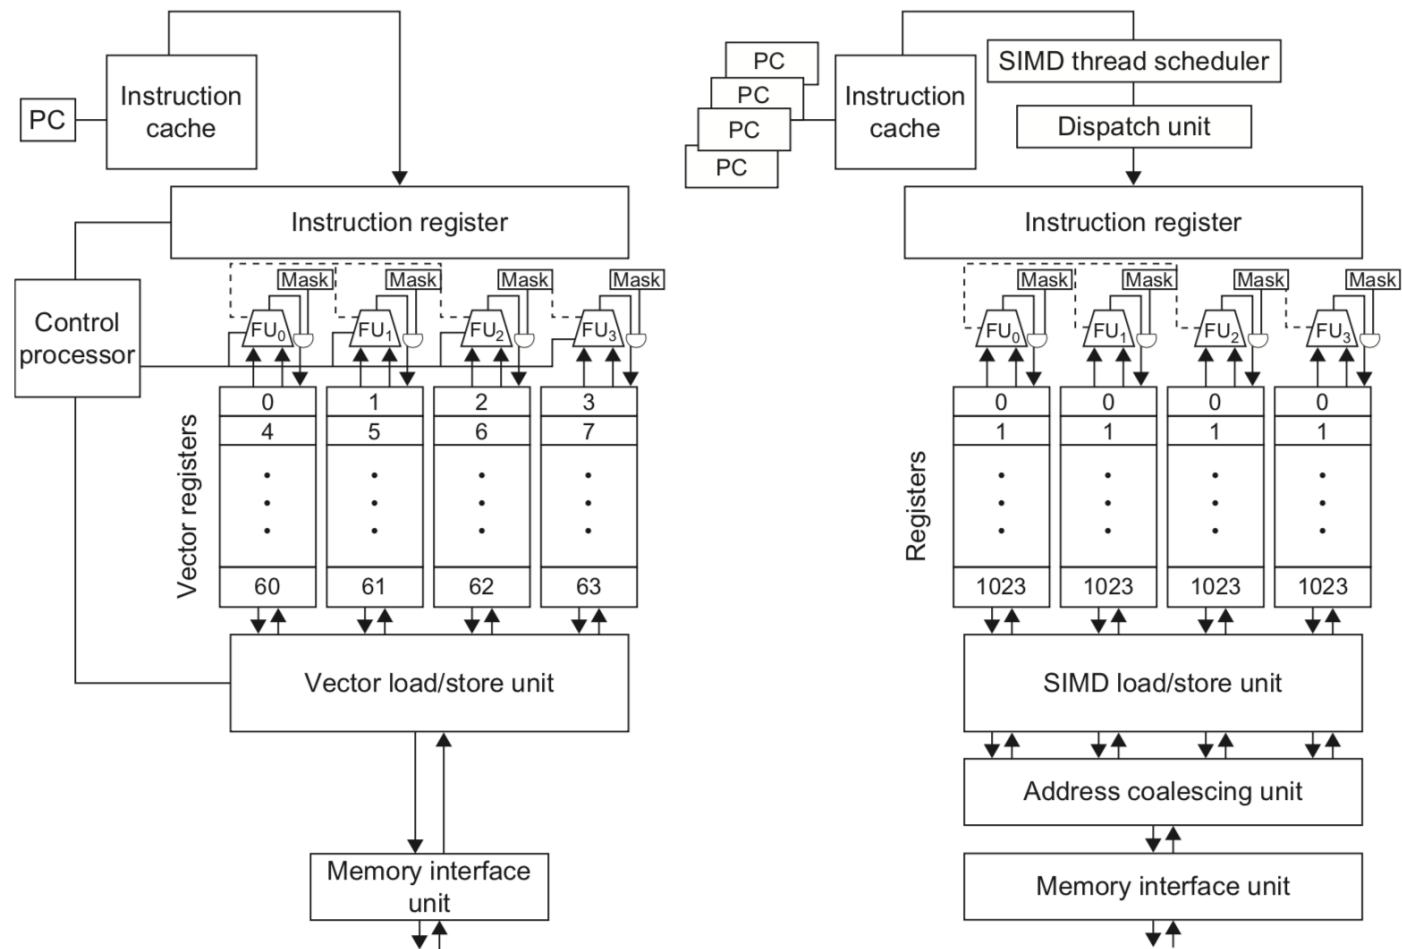 PC
Instruction
cache
Instruction register
Control
processor
Mask
Mask
Mask
Mask
FU0
FU1
FU2
FU3
Vector registers
0
1
2
3
4
5
6
7
60
61
62
63
Vector load/store unit
Memory interface
unit
PC
PC
PC
PC
Instruction
cache
SIMD thread scheduler
Dispatch unit
Instruction register
Mask
Mask
Mask
Mask
FU0
FU1
FU2
FU3
Registers
0
0
0
0
1
1
1
1
1023
1023
1023
1023
SIMD load/store unit
Address coalescing unit
Memory interface unit